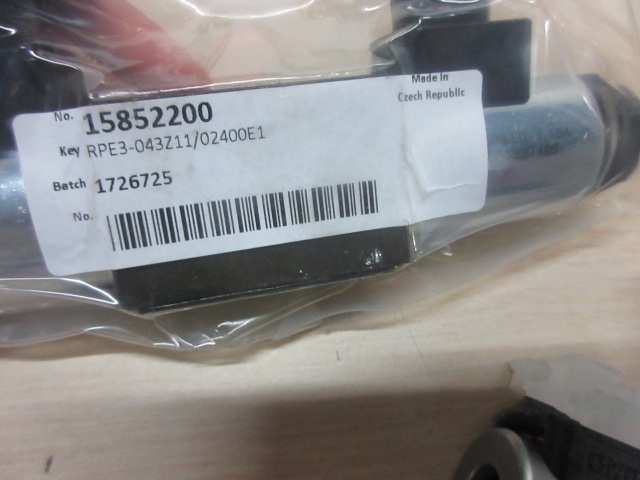 No. 15852200
Made in
Czech Republic
Key RPE3-043Z11/02400E1
Batch 1726725
No.